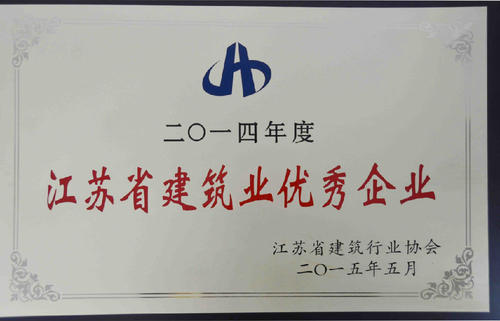 二〇一四年度
江苏省建筑业优秀企业
江苏省建筑行业协会
二〇一五年五月